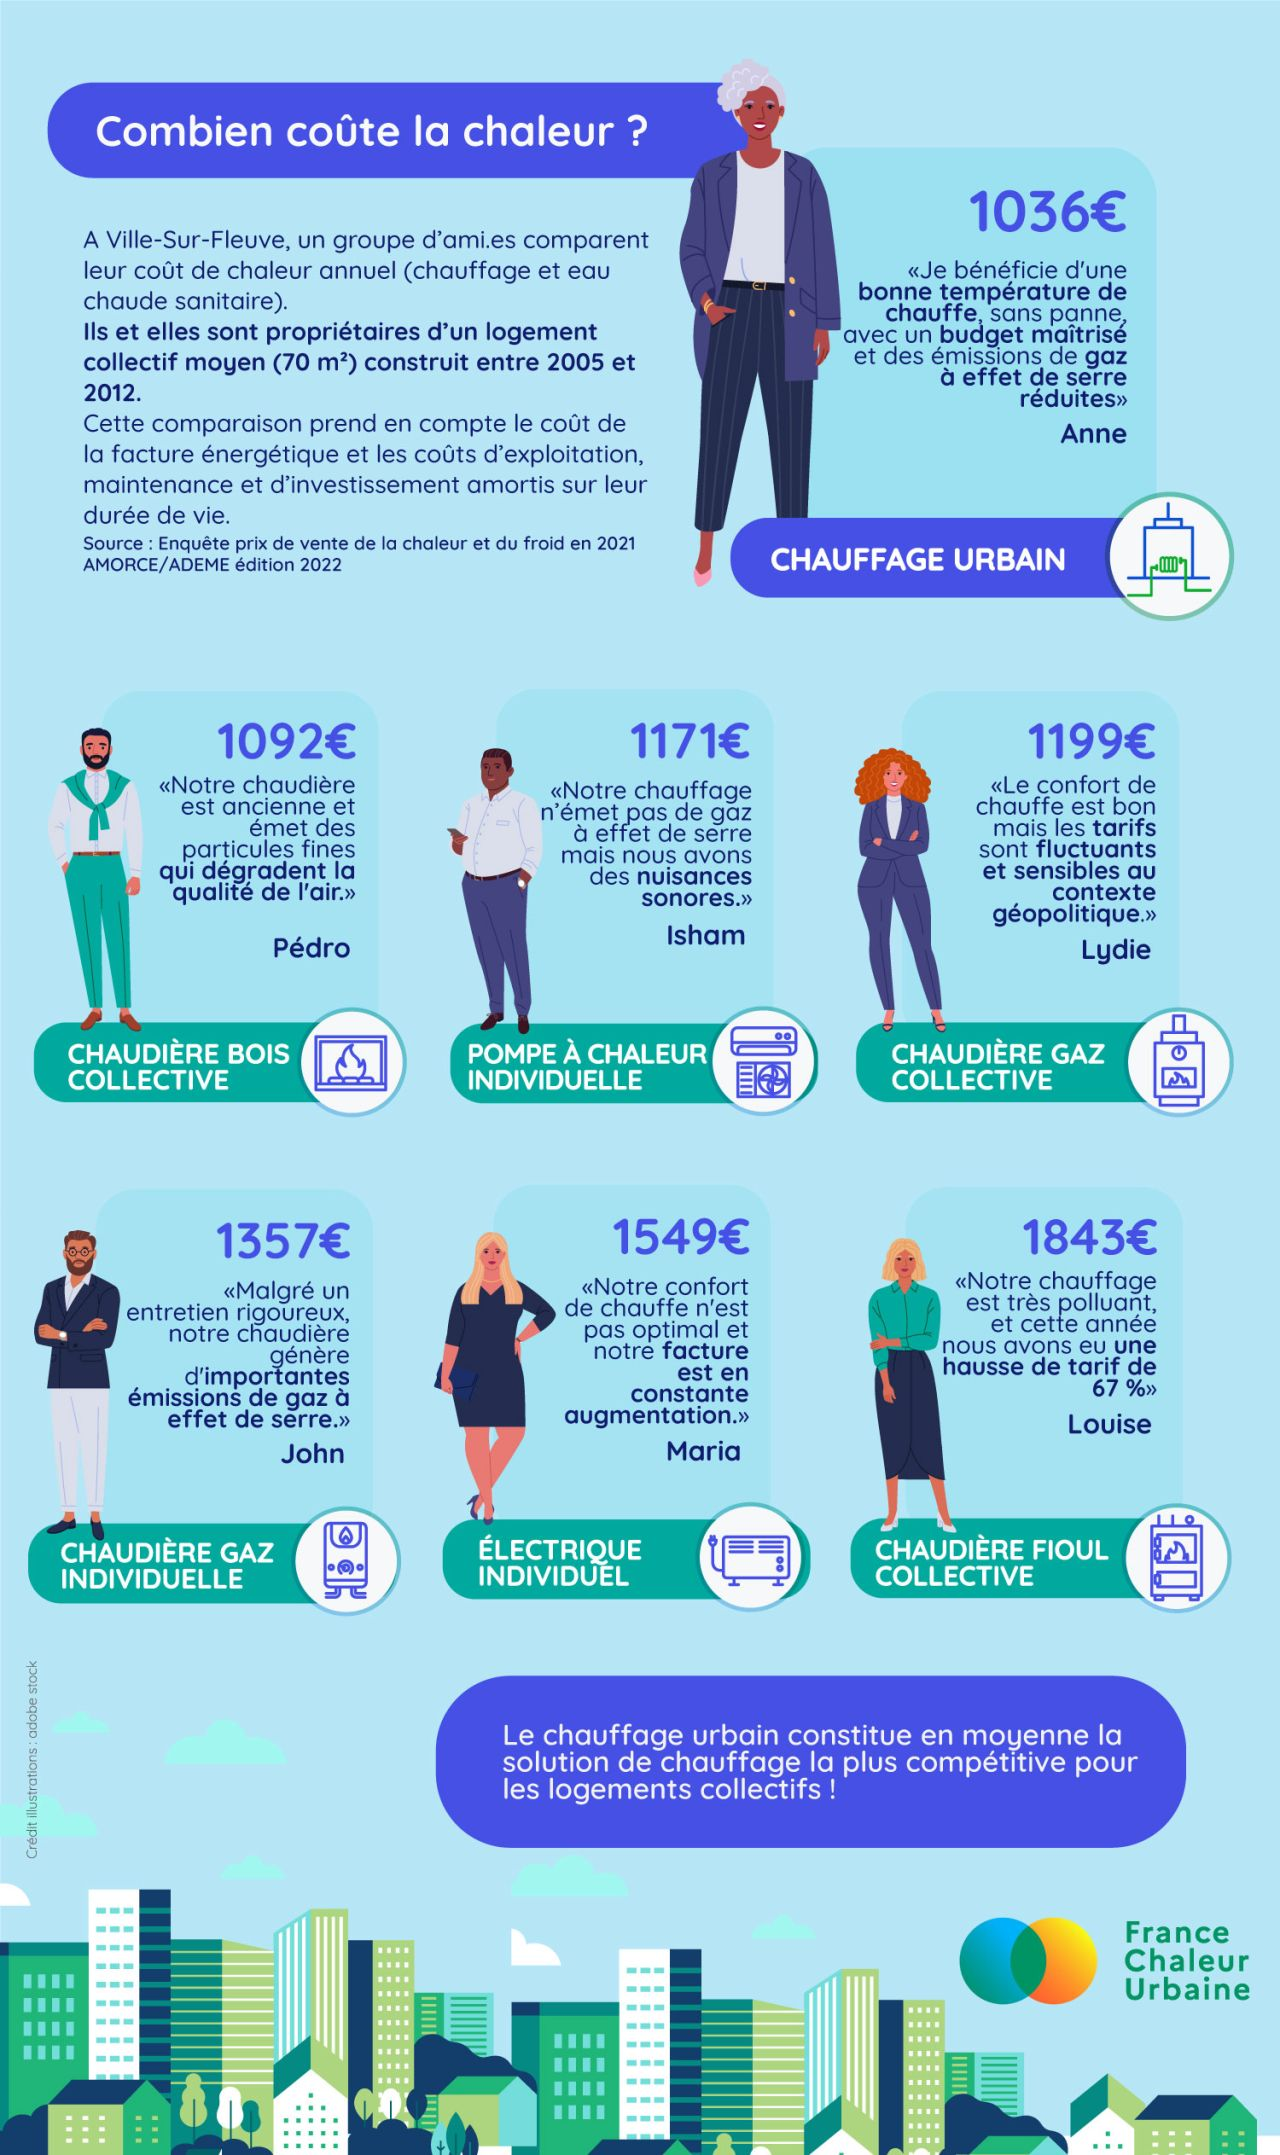 Combien coûte la chaleur ?
A Ville-Sur-Fleuve, un groupe d’ami.es comparent
leur coût de chaleur annuel (chauffage et eau
chaude sanitaire).
Ils et elles sont propriétaires d’un logement
collectif moyen (70 m²) construit entre 2005 et
2012.
Cette comparaison prend en compte le coût de
la facture énergétique et les coûts d’exploitation,
maintenance et d’investissement amortis sur leur
durée de vie.
Source : Enquête prix de vente de la chaleur et du froid en 2021
AMORCE/ADEME édition 2022
1036€
«Je bénéficie d'une
bonne température de
chauffe, sans panne,
avec un budget maîtrisé
et des émissions de gaz
à effet de serre
réduites»
Anne
CHAUFFAGE URBAIN
1092€
«Notre chaudière
est ancienne et
émet des
particules fines
qui dégradent la
qualité de l'air.»
Pédro
CHAUDIÈRE BOIS
COLLECTIVE
1171€
«Notre chauffage
n’émet pas de gaz
à effet de serre
mais nous avons
des nuisances
sonores.»
Isham
POMPE À CHALEUR
INDIVIDUELLE
1199€
«Le confort de
chauffe est bon
mais les tarifs
sont fluctuants
et sensibles au
contexte
géopolitique.»
Lydie
CHAUDIÈRE GAZ
COLLECTIVE
1357€
«Malgré un
entretien rigoureux,
notre chaudière
génère
d'importantes
émissions de gaz à
effet de serre.»
John
CHAUDIÈRE GAZ
INDIVIDUELLE
1549€
«Notre confort
de chauffe n'est
pas optimal et
notre facture
est en
constante
augmentation.»
Maria
ÉLECTRIQUE
INDIVIDUEL
1843€
«Notre chauffage
est très polluant,
et cette année
nous avons eu une
hausse de tarif de
67 %»
Louise
CHAUDIÈRE FIOUL
COLLECTIVE
Crédit illustrations : adobe stock
Le chauffage urbain constitue en moyenne la
solution de chauffage la plus compétitive pour
les logements collectifs !
France
Chaleur
Urbaine